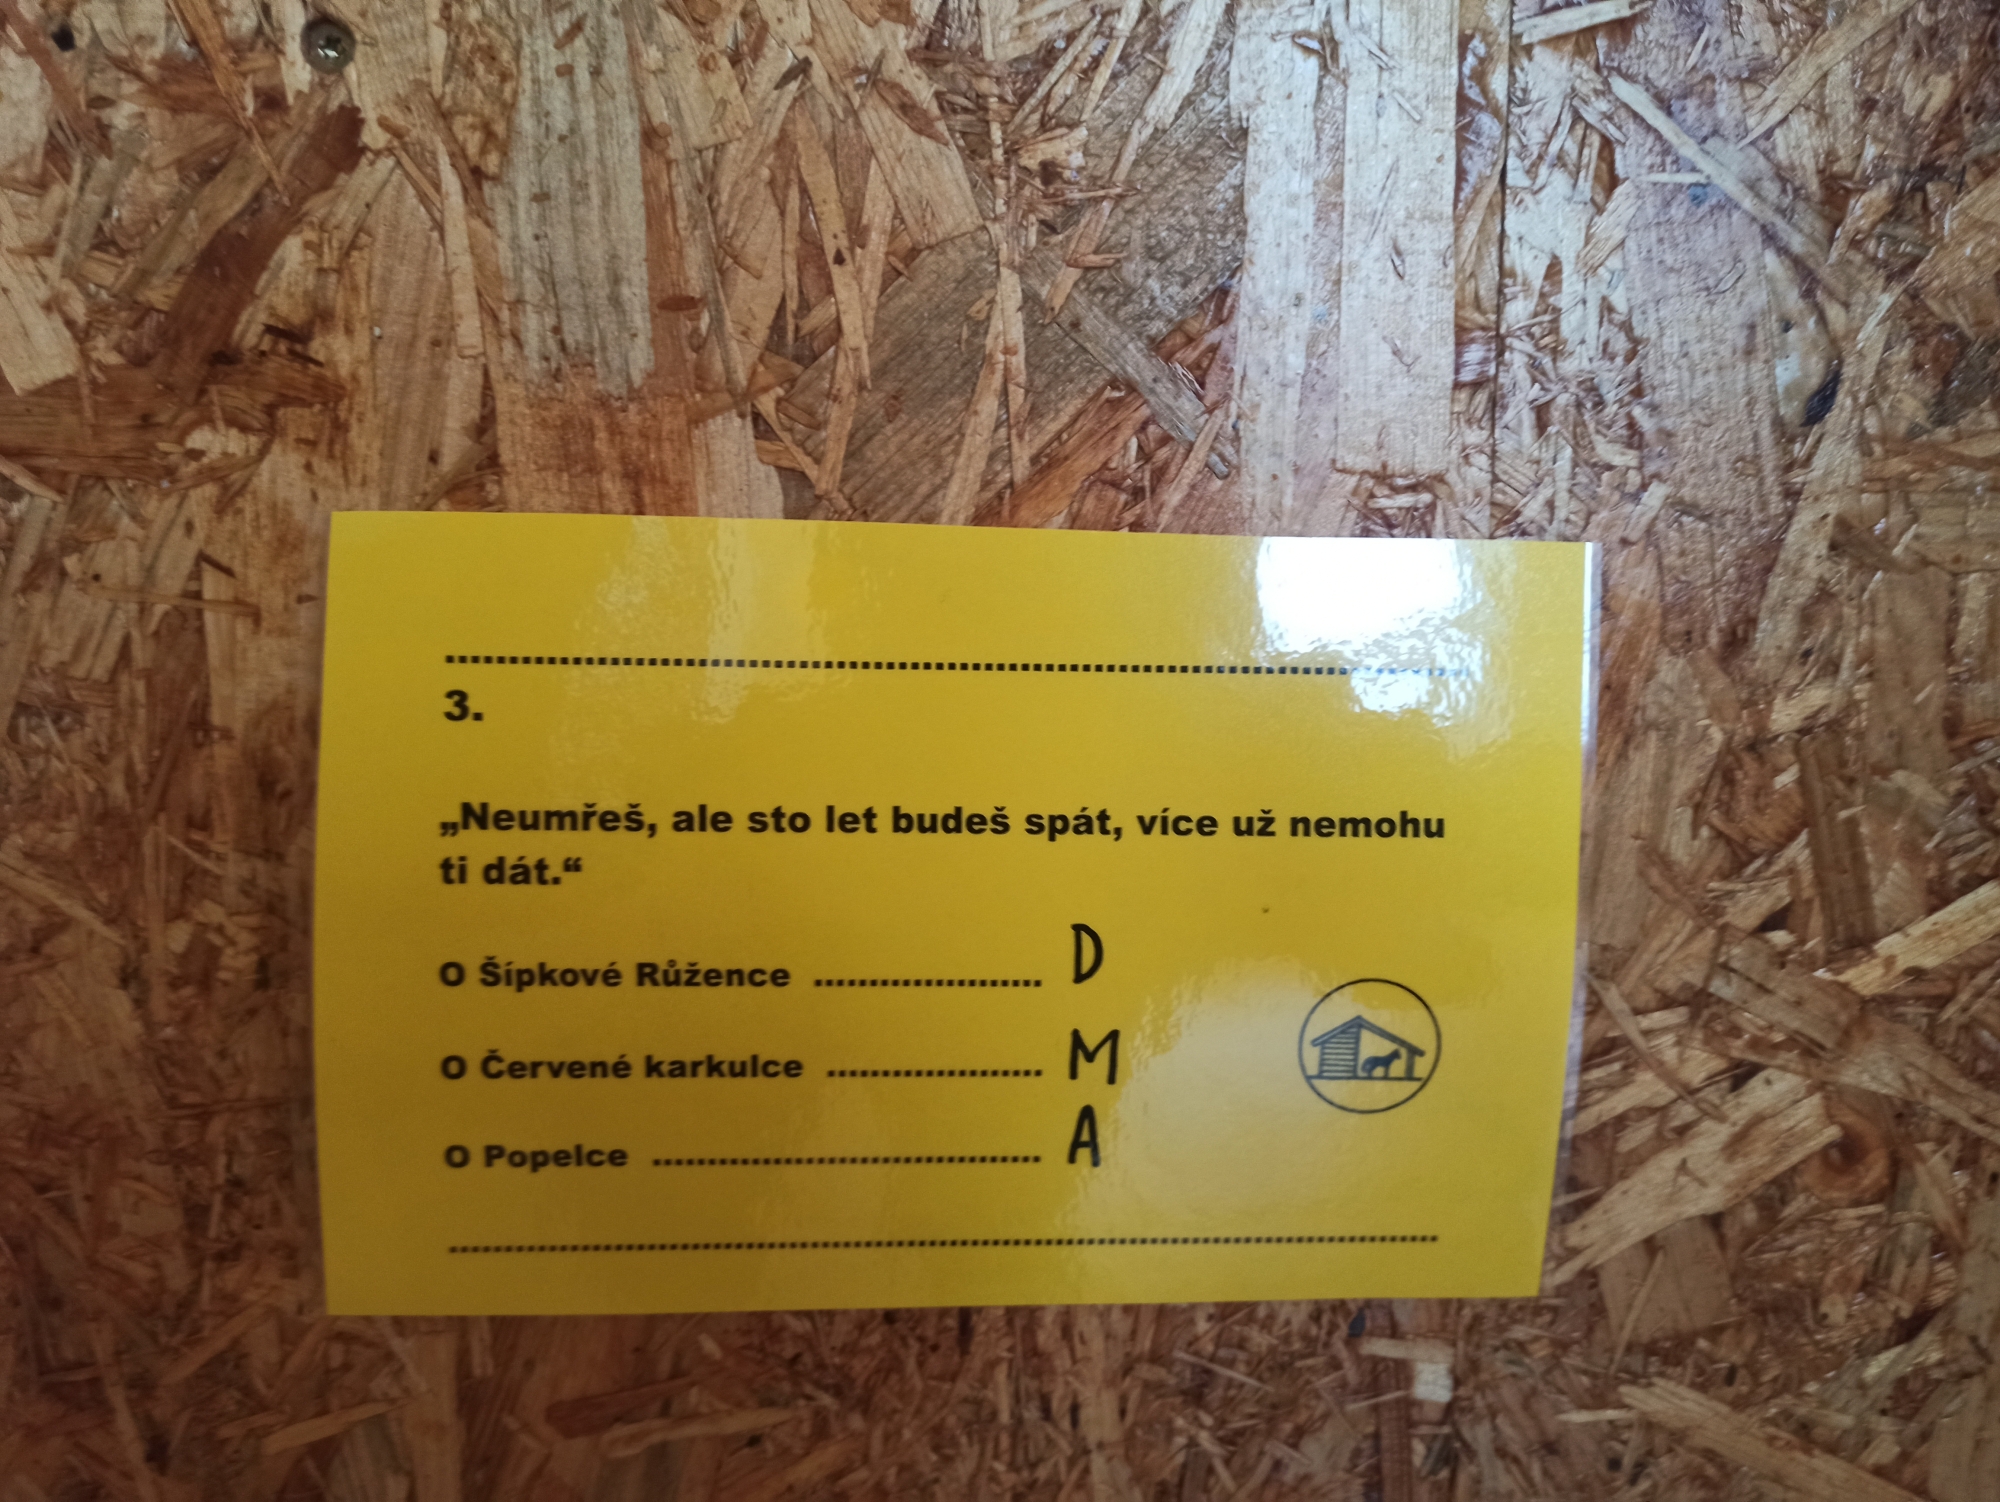 3.
„Neumřeš, ale sto let budeš spát, více už nemohu
ti dát.“
O Šípkové Růžence ..................... D
O Červené karkulce .................... M
O Popelce .................................... A